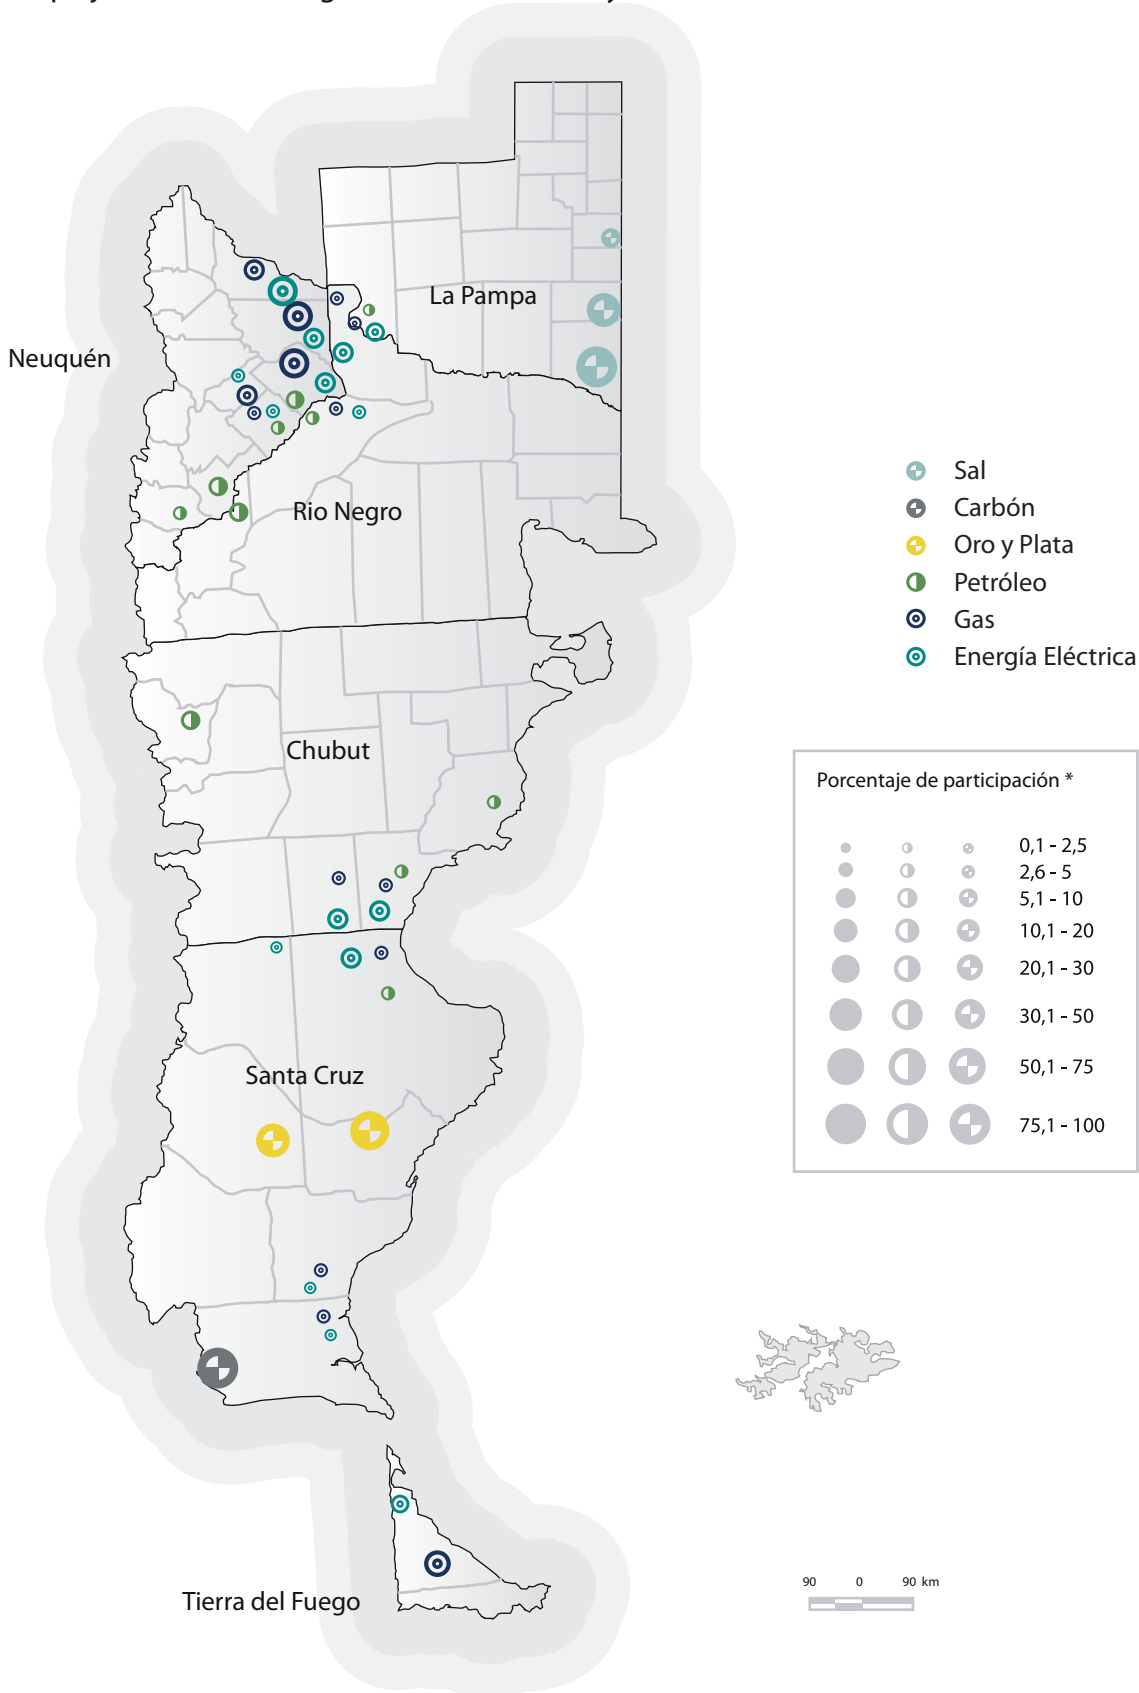 La Pampa
Neuquén
Rio Negro
Chubut
Santa Cruz
Tierra del Fuego
Sal
Carbón
Oro y Plata
Petróleo
Gas
Energía Eléctrica
Porcentaje de participación *
0,1 - 2,5
2,6 - 5
5,1 - 10
10,1 - 20
20,1 - 30
30,1 - 50
50,1 - 75
75,1 - 100
90 0 90 km